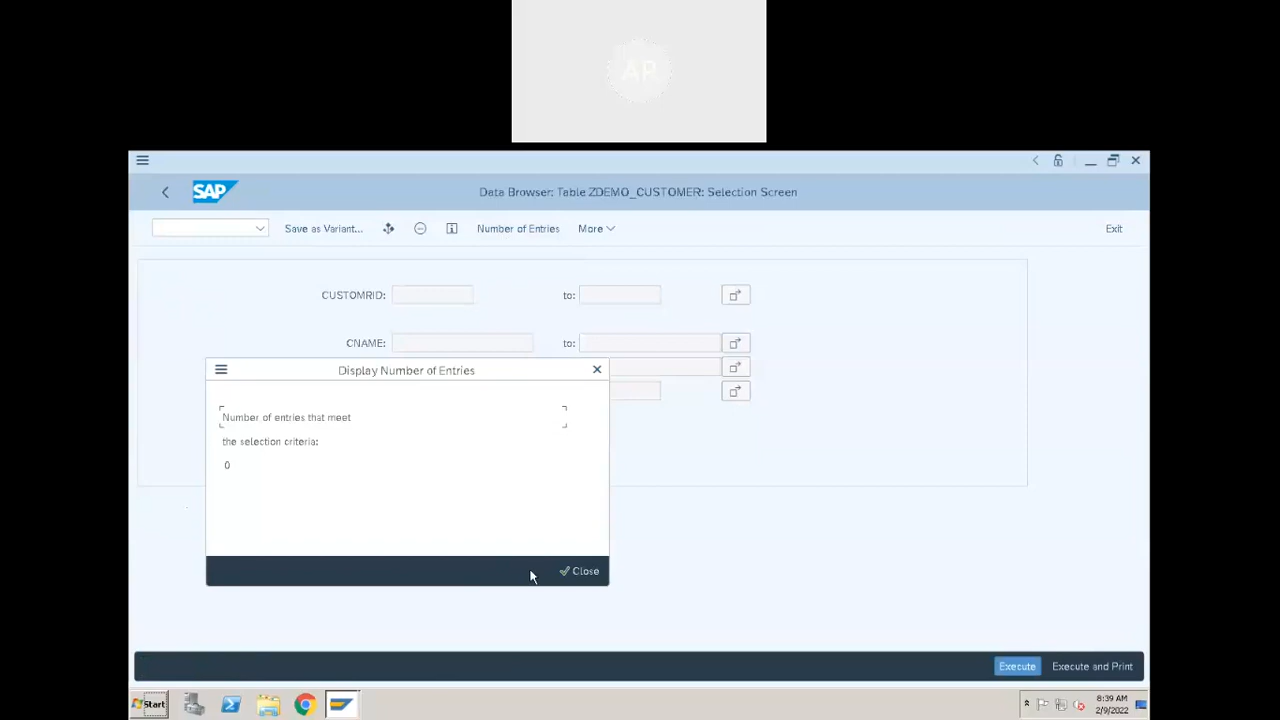 AP
SAP
Data Browser: Table ZDEMO_CUSTOMER: Selection Screen
Save as Variant...
Number of Entries
More
Exit
CUSTOMRID:
to:
CNAME:
to:
Display Number of Entries
Number of entries that meet
the selection criteria:
0
Close
Execute
Execute and Print
Start
8:39 AM
2/9/2022